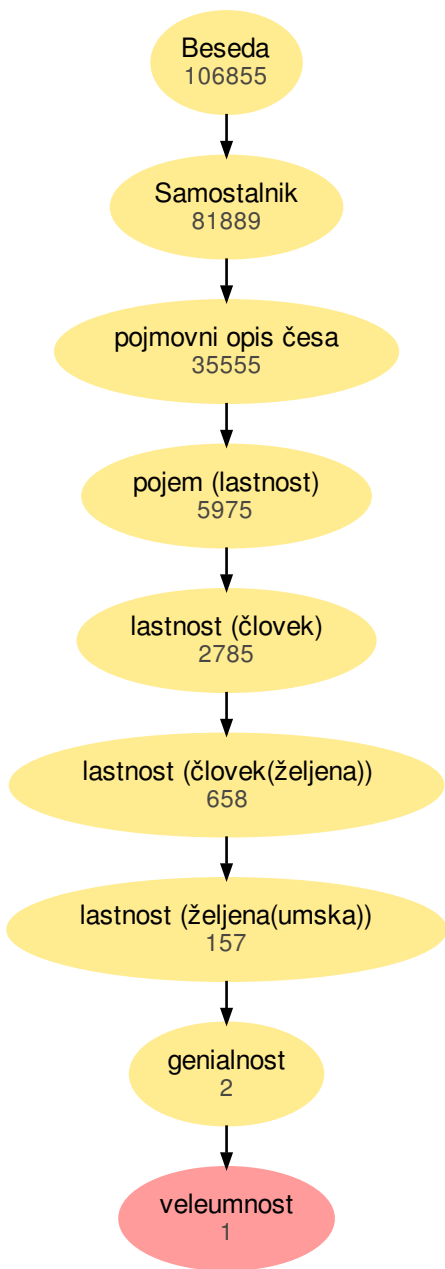 Beseda
106855
Samostalnik
81889
pojmovni opis česa
35555
pojem (lastnost)
5975
lastnost (človek)
2785
lastnost (človek(željena))
658
lastnost (željena(umska))
157
genialnost
2
veleumnost
1